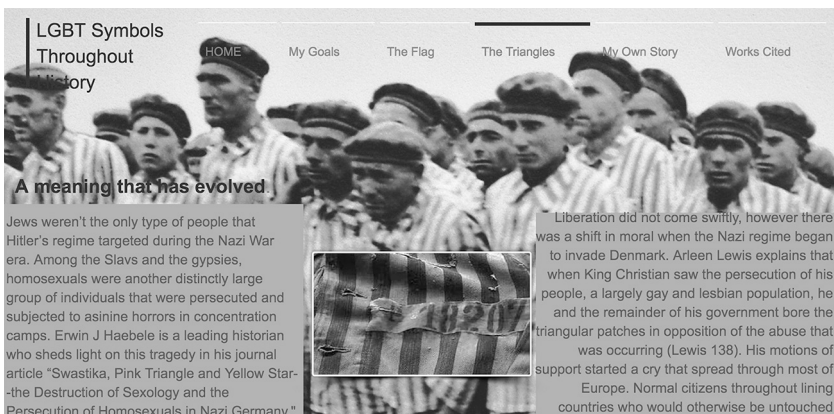 LGBT Symbols
Throughout
History
HOME
My Goals
The Flag
The Triangles
My Own Story
Works Cited
A meaning that has evolved
Jews weren't the only type of people that
Hitler's regime targeted during the Nazi War
era. Among the Slavs and the gypsies,
homosexuals were another distinctly large
group of individuals that were persecuted and
subjected to asinine horrors in concentration
camps. Erwin J Haebele is a leading historian
who sheds light on this tragedy in his journal
article “Swastika, Pink Triangle and Yellow Star-
-the Destruction of Sexology and the
Persecution of Homosexuals in Nazi Germany.”
18207
Liberation did not come swiftly, however there
was a shift in moral when the Nazi regime began
to invade Denmark. Arleen Lewis explains that
when King Christian saw the persecution of his
people, a largely gay and lesbian population, he
and the remainder of his government bore the
triangular patches in opposition of the abuse that
was occurring (Lewis 138). His motions of
support started a cry that spread through most of
Europe. Normal citizens throughout lining
countries who would otherwise be untouched